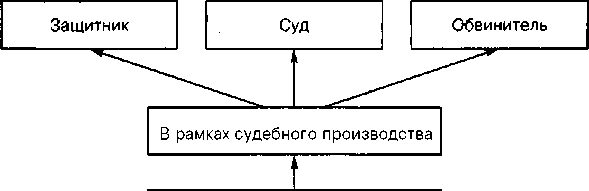 Защитник Суд Обвинитель
В рамках судебного производства